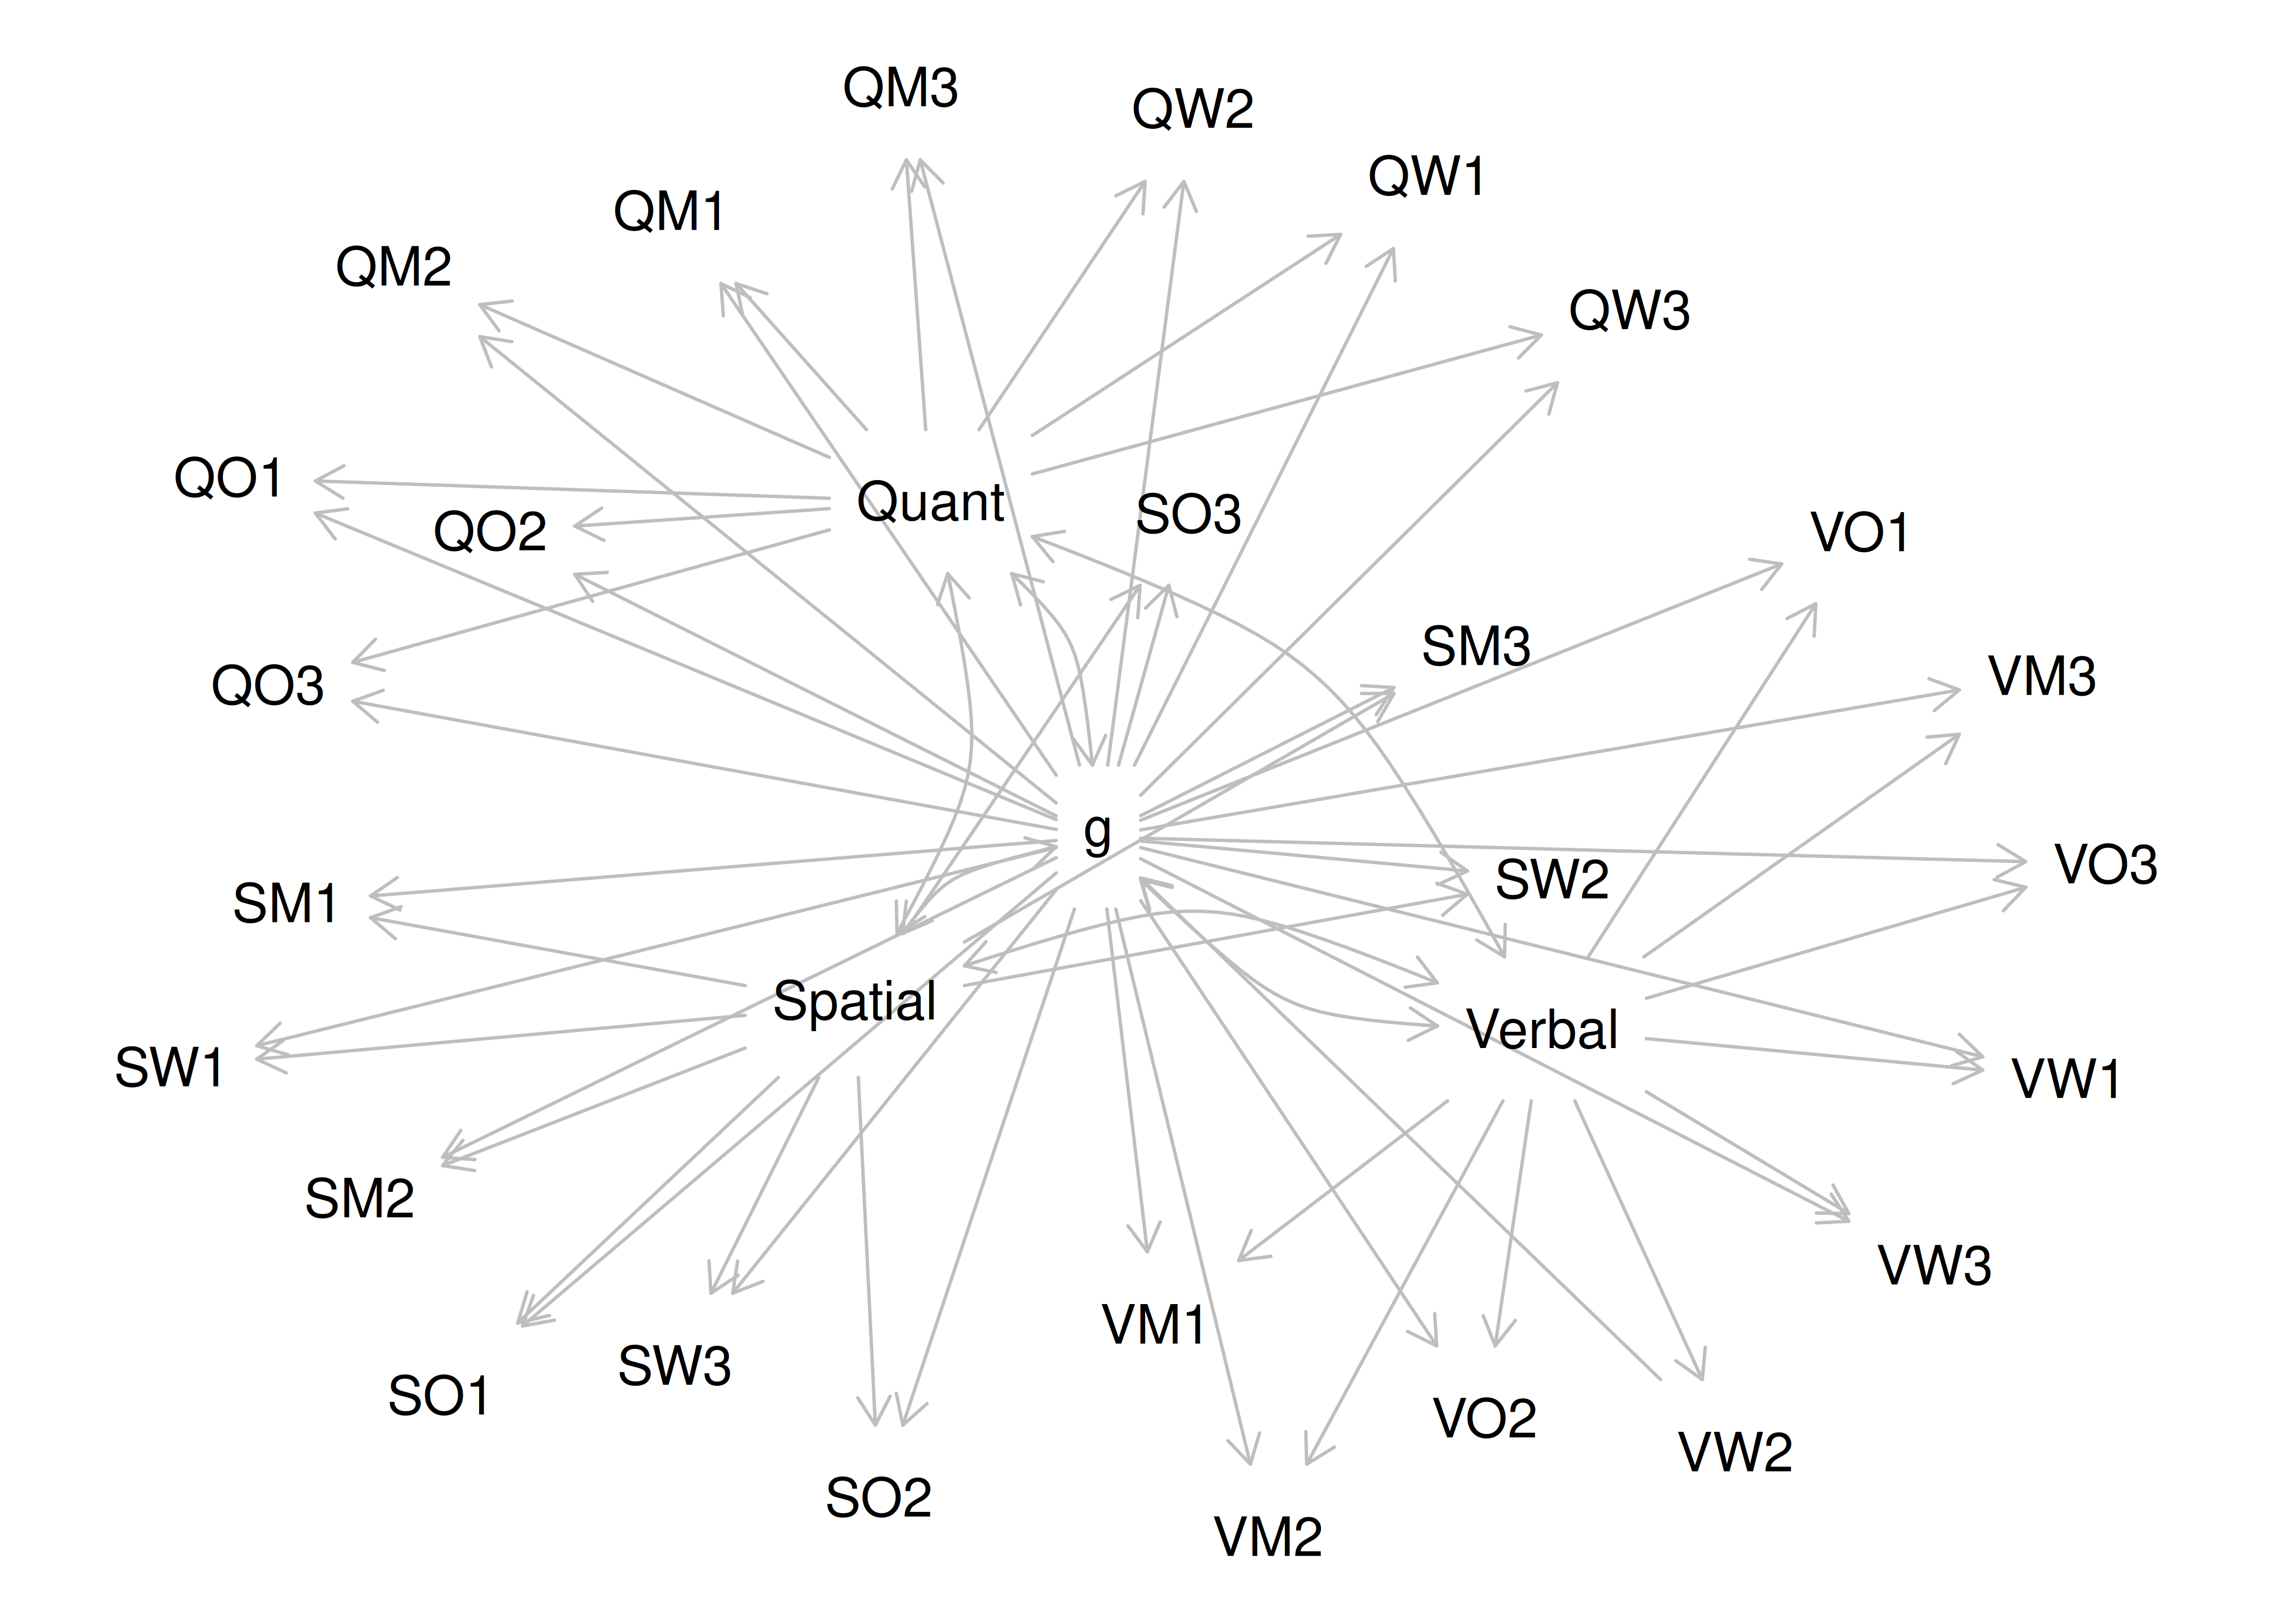 QM3
QW2
QW1
QM1
QM2
QW3
QO1
Quant
SO3
QO2
VO1
SM3
VM3
QO3
g
VO3
SW2
SM1
Spatial
Verbal
SW1
VW1
SM2
VW3
VM1
SW3
SO1
VO2
VW2
SO2
VM2